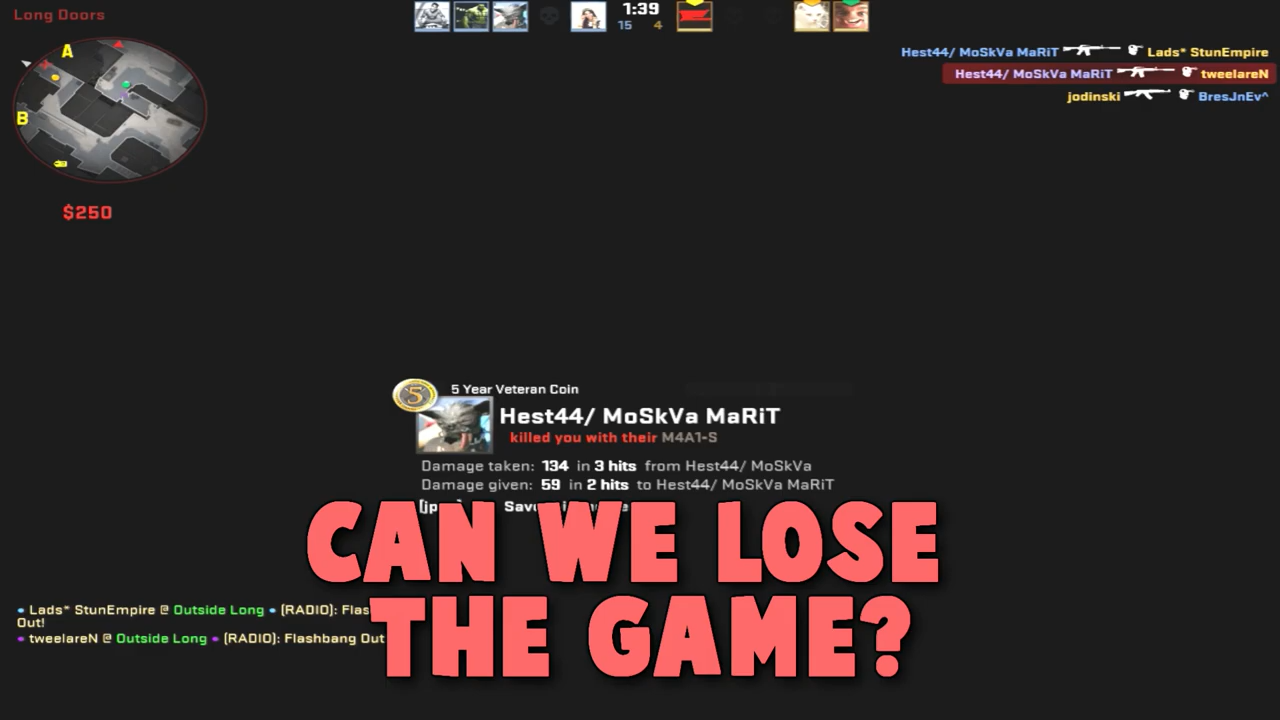 Long Doors
1:39
15 4
A
B
$250
Hest44/ MoSkVa MaRiT Lads* StunEmpire
Hest44/ MoSkVa MaRiT tweelareN
jodinski BresJnEv^
5
5 Year Veteran Coin
Hest44/ MoSkVa MaRiT
killed you with their M4A1-S
Damage taken: 134 in 3 hits from Hest44/ MoSkVa
Damage given: 59 in 2 hits to Hest44/ MoSkVa MaRiT
CAN WE LOSE
THE GAME?
• Lads* StunEmpire @ Outside Long • (RADIO): Flas
Out!
• tweelareN @ Outside Long • (RADIO): Flashbang Out